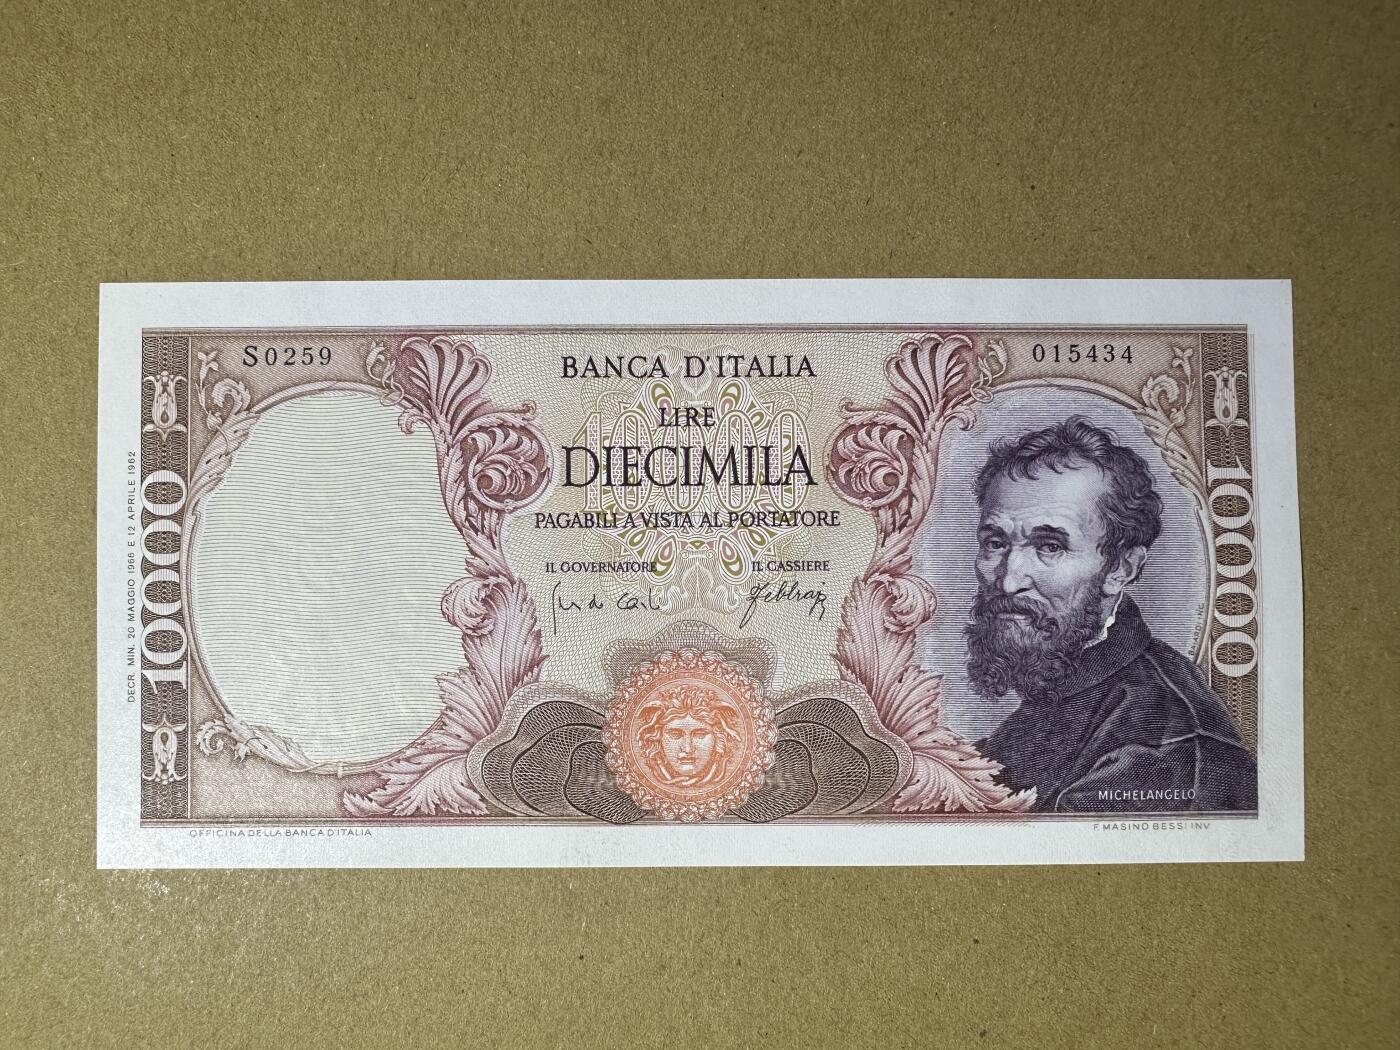 S0259
015434
BANCA D'ITALIA
LIRE
10000
DIECIMILA
PAGABILI A VISTA AL PORTATORE
IL GOVERNATORE
IL CASSIERE
10000
10000
DECR. MIN. 20 MAGGIO 1966 E 12 APRILE 1962
MICHELANGELO
OFFICINA DELLA BANCA D'ITALIA
F. MASINO BESSI INV